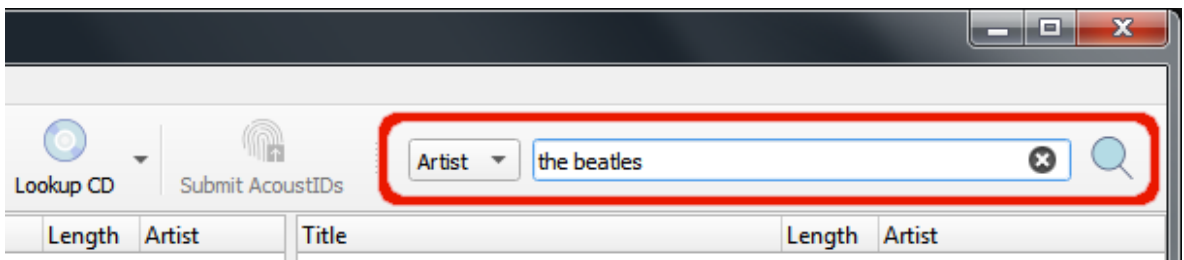 Artist the beatles
Lookup CD Submit AcoustIDs
Length Artist Title Length Artist